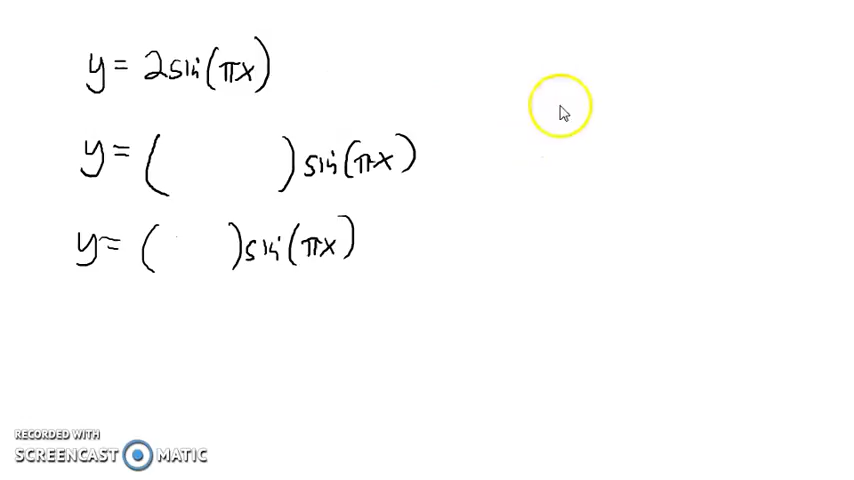 y = 2sin(πx)
y = (          ) sin(πx)
y = (       ) sin(πx)
RECORDED WITH
SCREENCAST MATIC